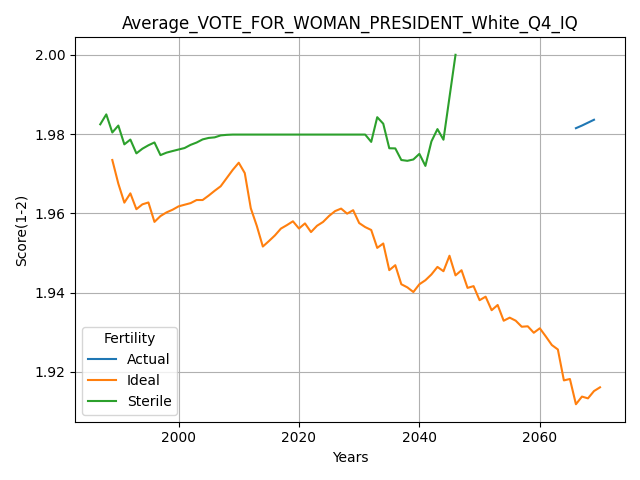 Average_VOTE_FOR_WOMAN_PRESIDENT_White_Q4_IQ
Score(1-2)
2.00
1.98
1.96
1.94
1.92
Fertility
Actual
Ideal
Sterile
2000
2020
2040
2060
Years